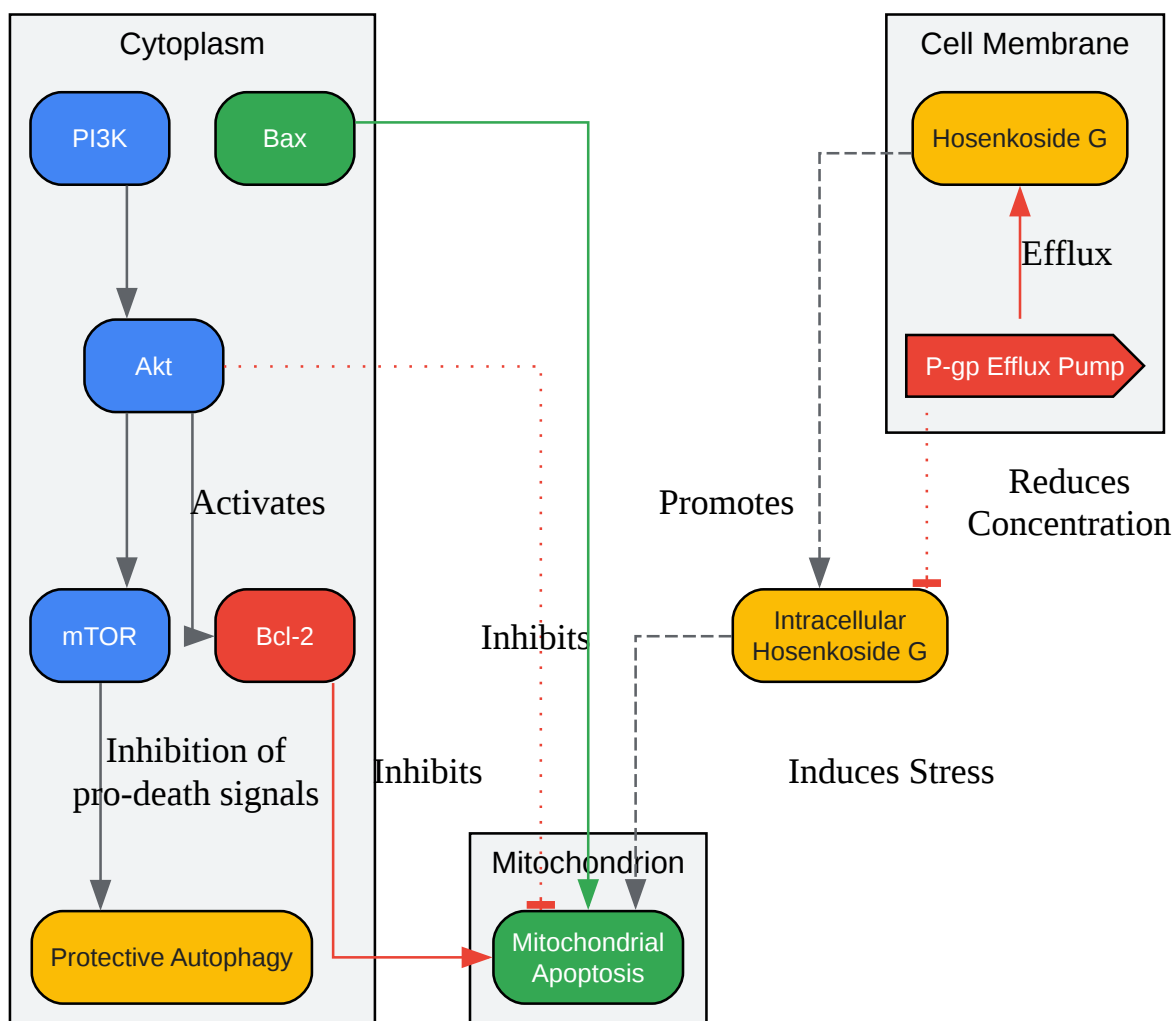 Cytoplasm
Cell Membrane
PI3K
Bax
Hosenkoside G
Efflux
Akt
P-gp Efflux Pump
Activates
Promotes
Reduces
Concentration
mTOR
Bcl-2
Inhibits
Intracellular
Hosenkoside G
Inhibition of
pro-death signals
Inhibits
Induces Stress
Mitochondrion
Protective Autophagy
Mitochondrial
Apoptosis